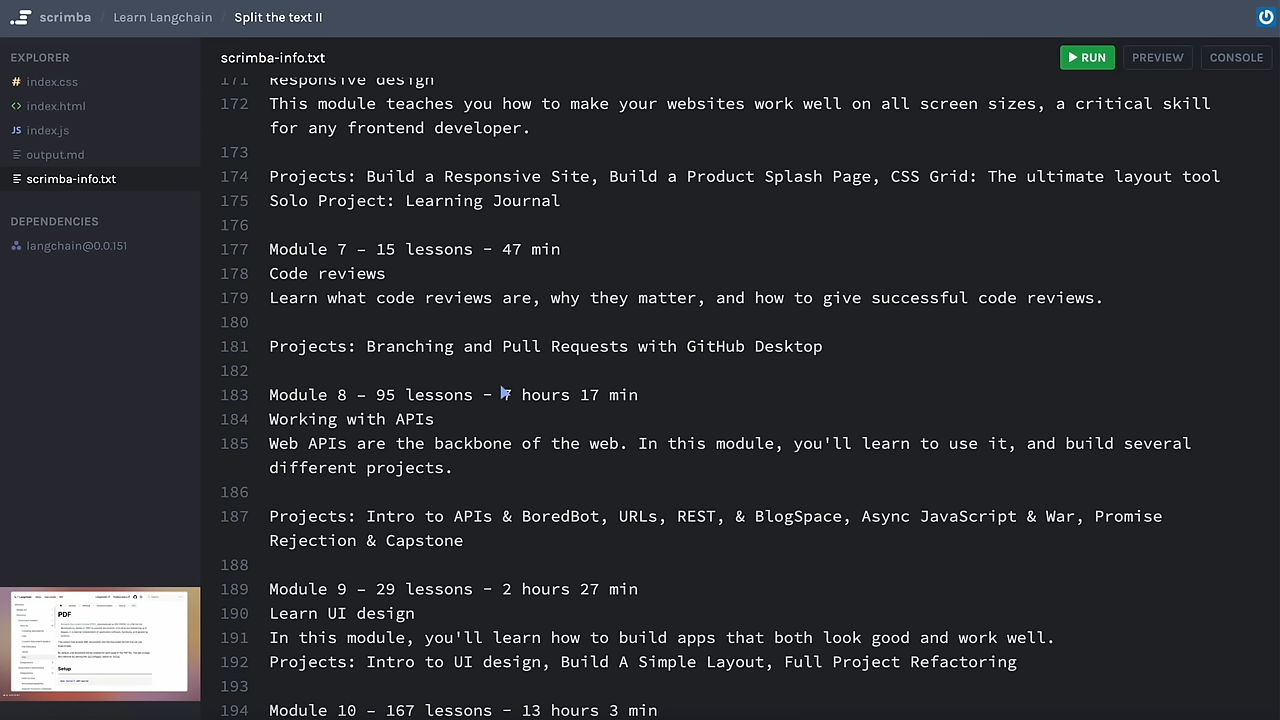 scrimba / Learn Langchain / Split the text II
EXPLORER
# index.css
<> index.html
JS index.js
output.md
scrimba-info.txt
DEPENDENCIES
langchain@0.0.151
scrimba-info.txt
RUN
PREVIEW
CONSOLE
171 Responsive design
172 This module teaches you how to make your websites work well on all screen sizes, a critical skill
for any frontend developer.
173
174 Projects: Build a Responsive Site, Build a Product Splash Page, CSS Grid: The ultimate layout tool
175 Solo Project: Learning Journal
176
177 Module 7 – 15 lessons – 47 min
178 Code reviews
179 Learn what code reviews are, why they matter, and how to give successful code reviews.
180
181 Projects: Branching and Pull Requests with GitHub Desktop
182
183 Module 8 – 95 lessons – 7 hours 17 min
184 Working with APIs
185 Web APIs are the backbone of the web. In this module, you'll learn to use it, and build several
different projects.
186
187 Projects: Intro to APIs & BoredBot, URLs, REST, & BlogSpace, Async JavaScript & War, Promise
Rejection & Capstone
188
189 Module 9 – 29 lessons – 2 hours 27 min
190 Learn UI design
191 In this module, you'll learn how to build apps that both look good and work well.
192 Projects: Intro to UI Design, Build a Simple Layout, Full Project Refactoring
193
194 Module 10 – 167 lessons – 13 hours 3 min
PDF
Setup